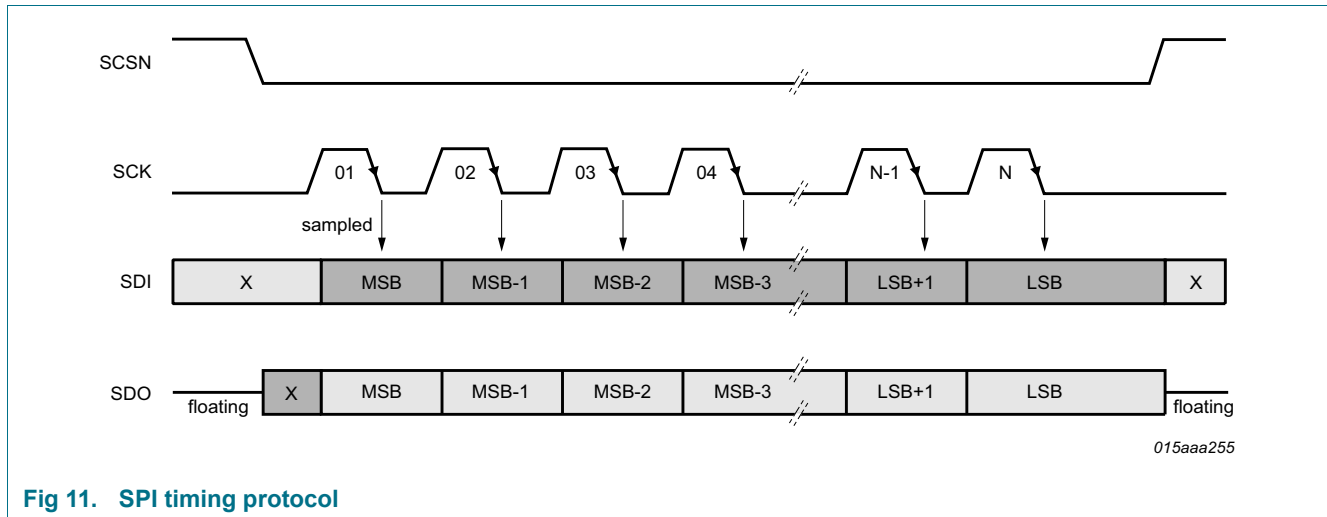 SCSN
SCK
01 02 03 04 N-1 N
sampled
SDI
X MSB MSB-1 MSB-2 MSB-3 LSB+1 LSB X
SDO
floating X MSB MSB-1 MSB-2 MSB-3 LSB+1 LSB floating
015aaa255
Fig 11. SPI timing protocol